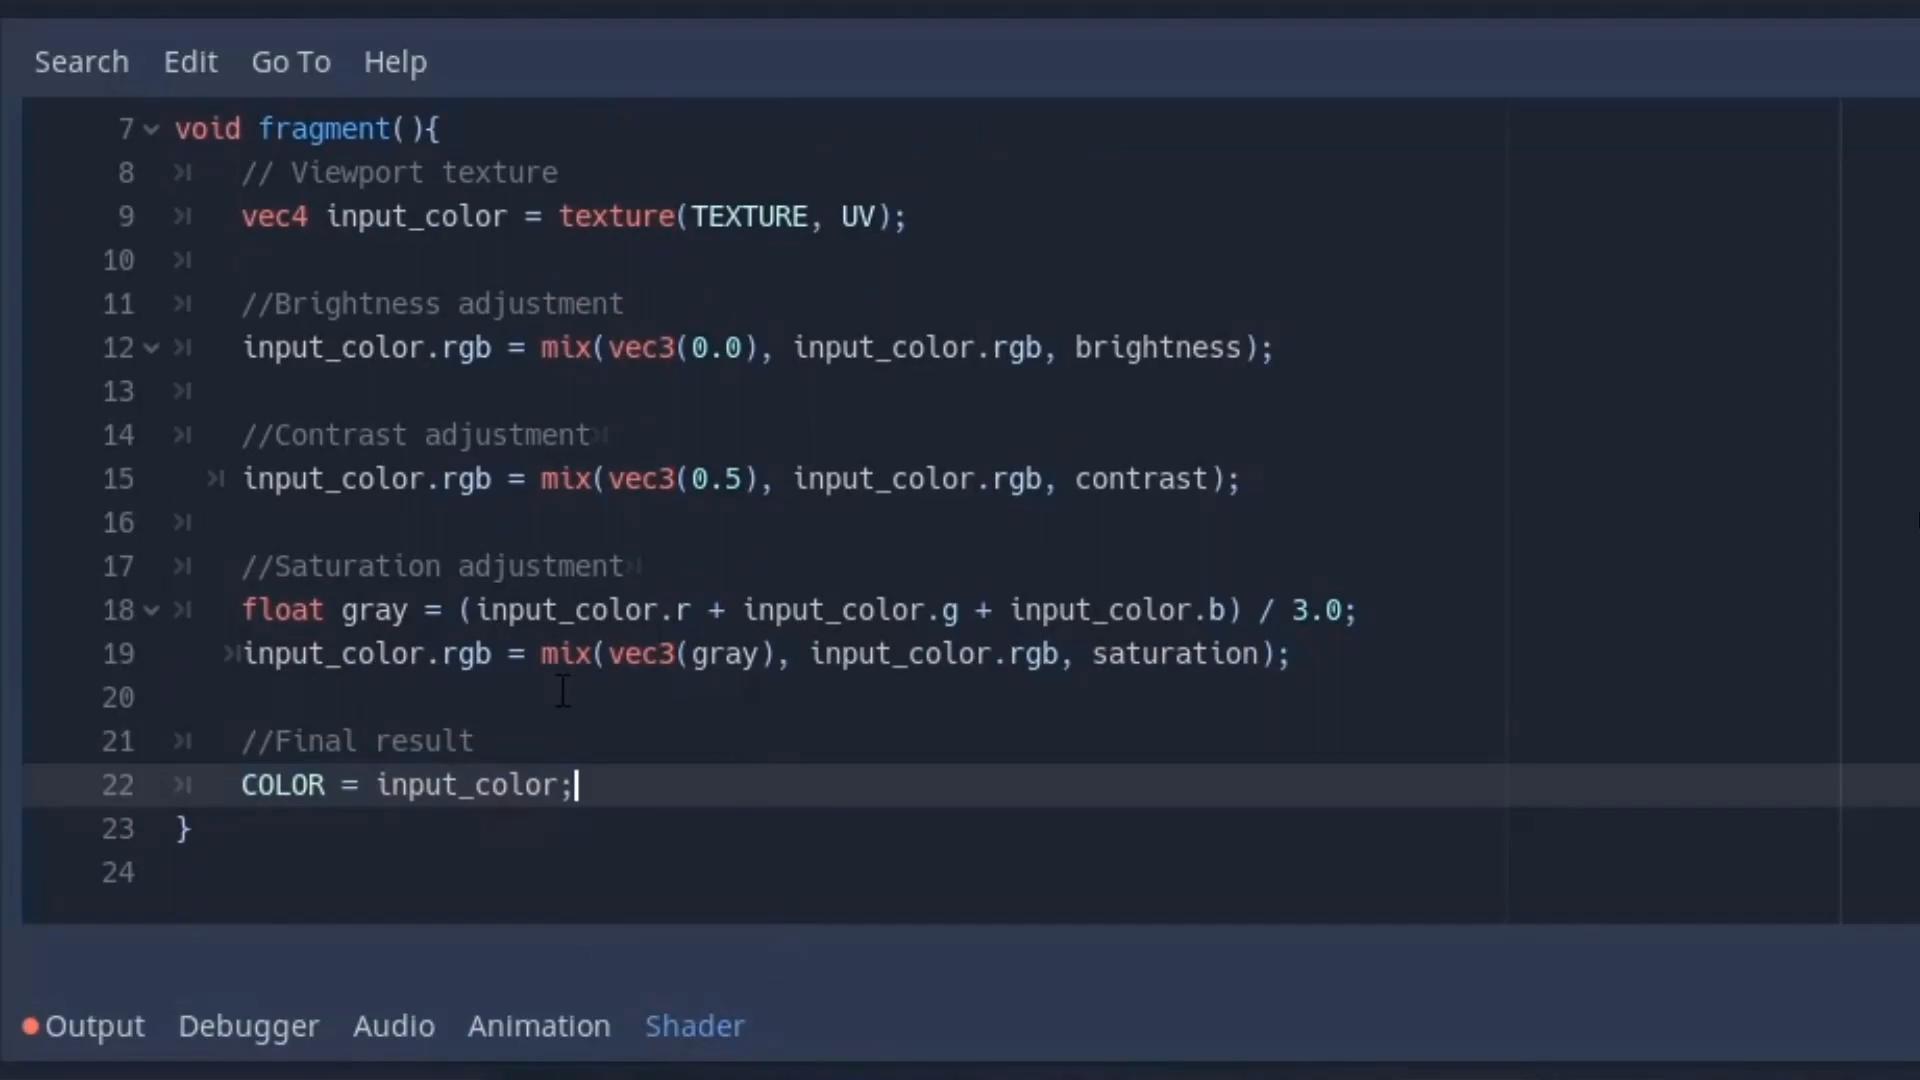 Search Edit Go To Help
7 void fragment(){
8 // Viewport texture
9 vec4 input_color = texture(TEXTURE, UV);
10
11 //Brightness adjustment
12 input_color.rgb = mix(vec3(0.0), input_color.rgb, brightness);
13
14 //Contrast adjustment
15 input_color.rgb = mix(vec3(0.5), input_color.rgb, contrast);
16
17 //Saturation adjustment
18 float gray = (input_color.r + input_color.g + input_color.b) / 3.0;
19 input_color.rgb = mix(vec3(gray), input_color.rgb, saturation);
20
21 //Final result
22 COLOR = input_color;
23 }
24
Output Debugger Audio Animation Shader